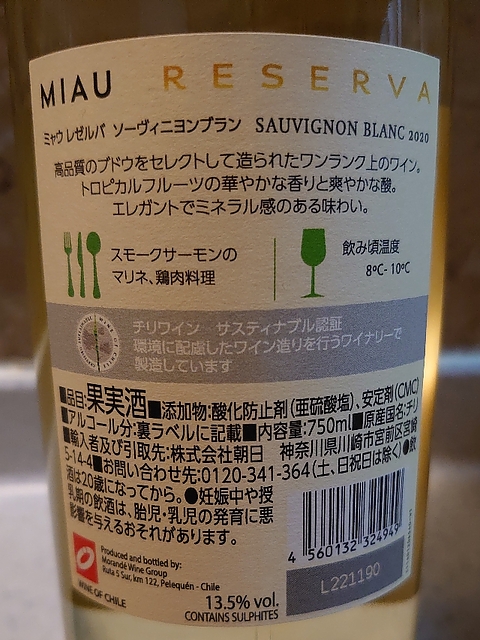 MIAU RESERVA
ミャウ レゼルバ ソーヴィニヨンブラン SAUVIGNON BLANC 2020
高品質のブドウをセレクトして造られたワンランク上のワイン。
トロピカルフルーツの華やかな香りと爽やかな酸。
エレガントでミネラル感のある味わい。
スモークサーモンの
マリネ、鶏肉料理
飲み頃温度
8℃- 10℃
チリワイン サスティナブル認証
環境に配慮したワイン造りを行うワイナリーで
製造しています
■品目:果実酒■添加物:酸化防止剤(亜硫酸塩)、安定剤(CMC)
■アルコール分:裏ラベルに記載■内容量:750ml■原産国名:チリ
■輸入者及び引取先:株式会社朝日 神奈川県川崎市宮前区宮崎
5-14-4■お問い合わせ先:0120-341-364(土、日祝日は除く)●飲
酒は20歳になってから。●妊娠中や授
乳期の飲酒は、胎児・乳児の発育に悪
影響を与えるおそれがあります。
4 560132 324949
Produced and bottled by:
Morandé Wine Group
Ruta 5 Sur, km 122, Pelequén - Chile
WINE OF CHILE
13.5% vol.
CONTAINS SULPHITES
L221190